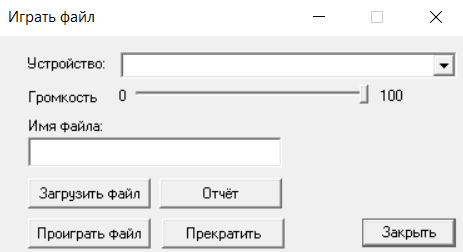 Играть файл
Устройство:
Громкость 0 100
Имя файла:
Загрузить файл Отчёт
Проиграть файл Прекратить Закрыть